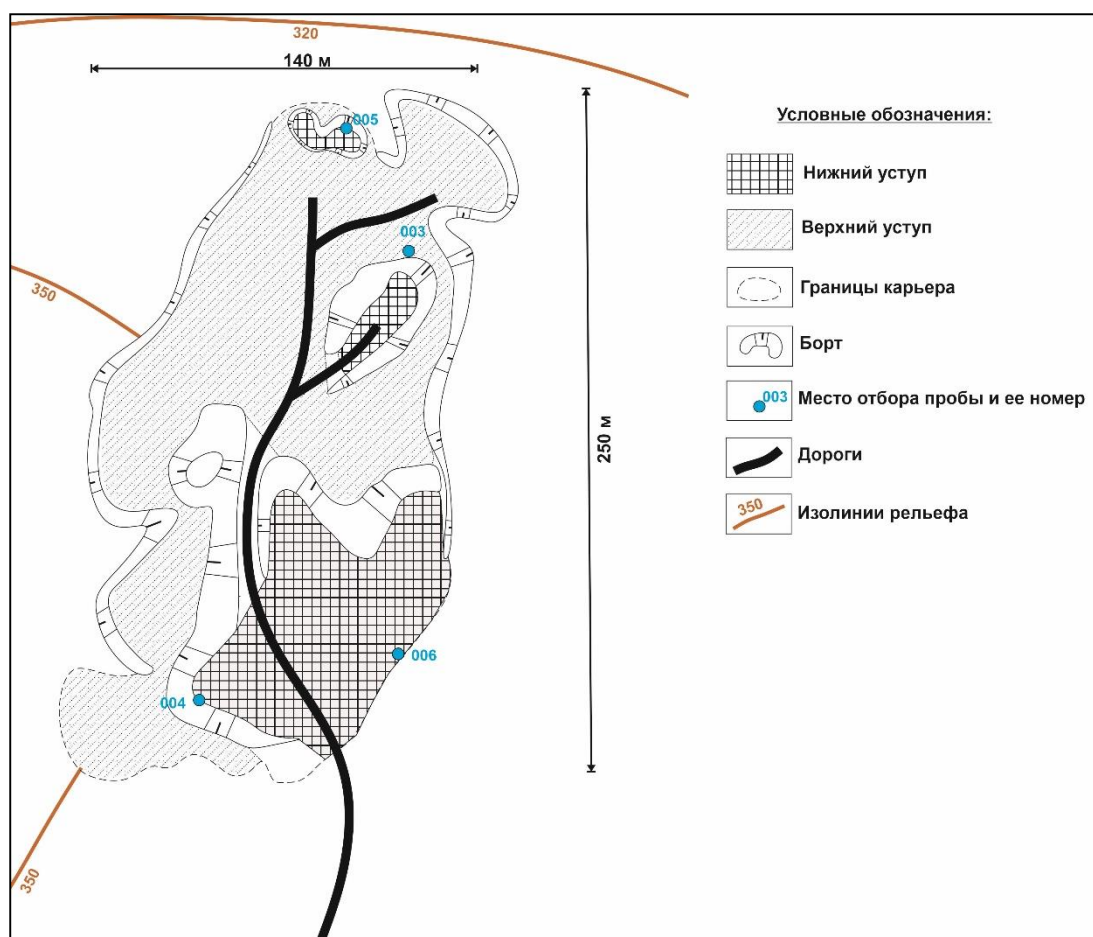 320
140 м
005
003
350
250 м
006
004
350
Условные обозначения:
Нижний уступ
Верхний уступ
Границы карьера
Борт
003
Место отбора пробы и ее номер
Дороги
350
Изолинии рельефа